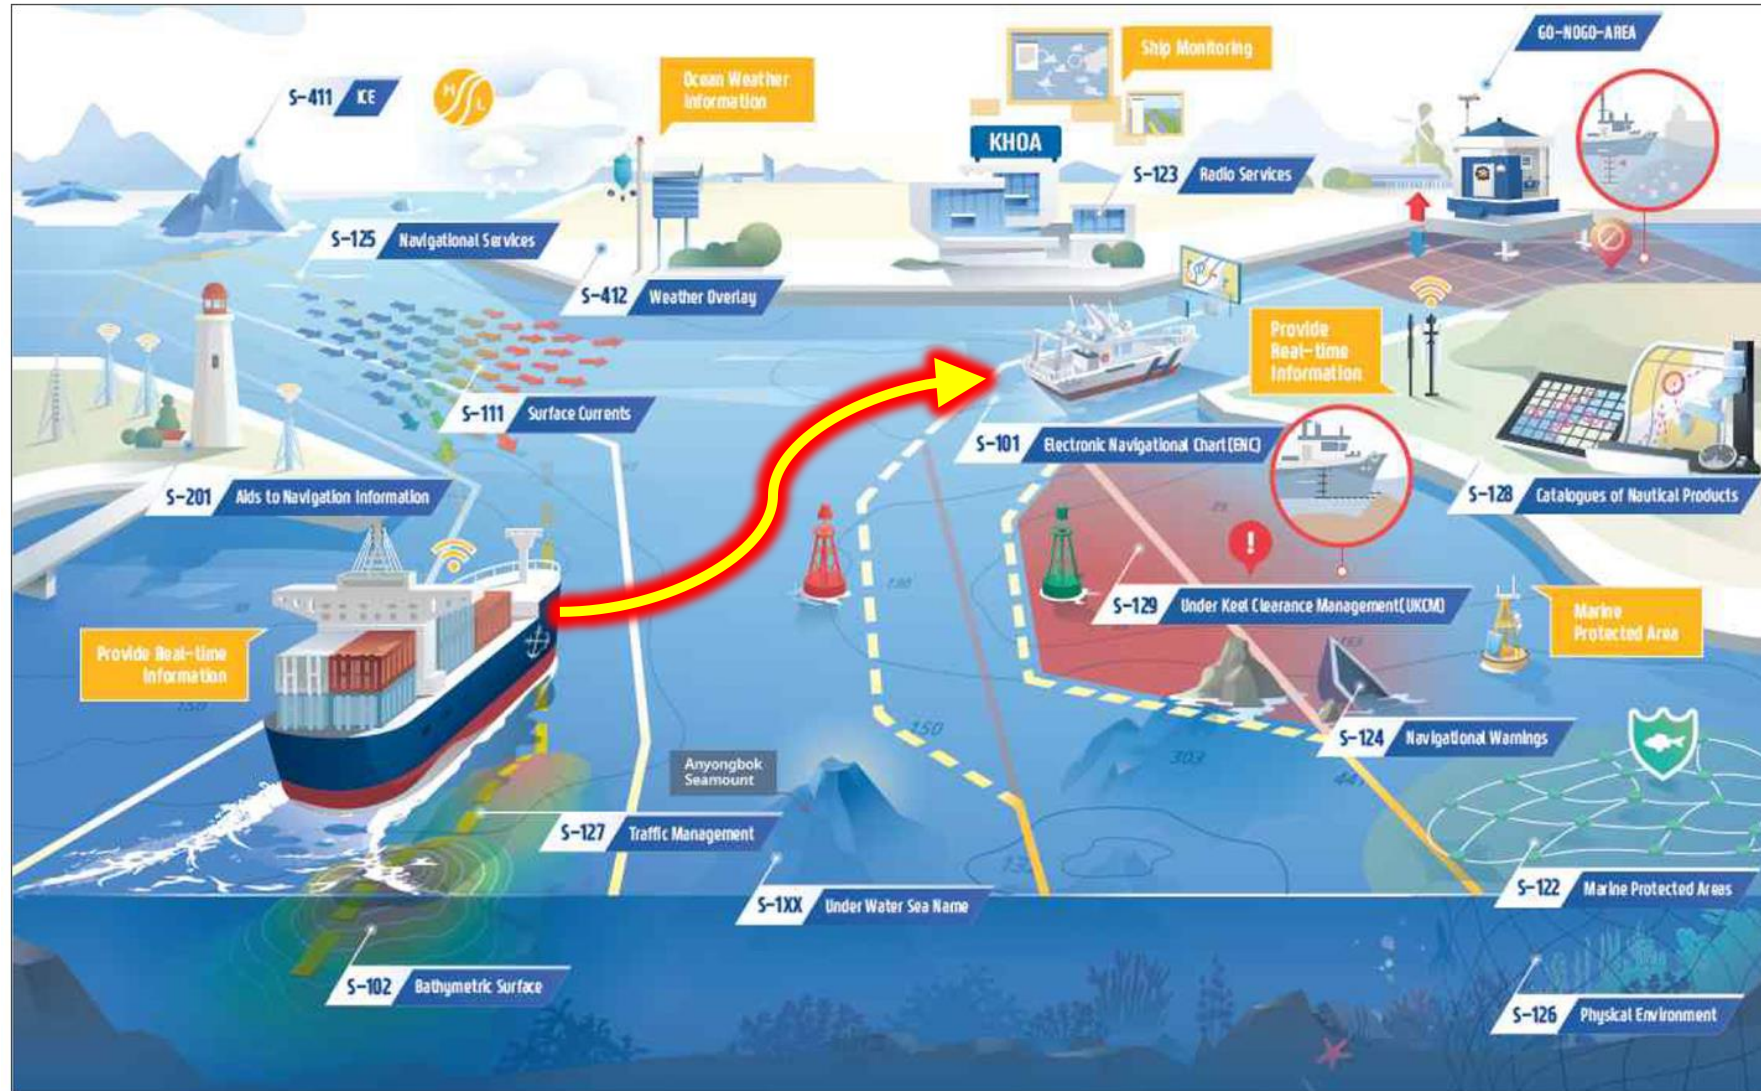 GO-NOGO-AREA
Ship Monitoring
Ocean Weather
Information
S-411 ICE
H
L
KHOA
S-123 Radio Services
S-125 Navigational Services
S-412 Weather Overlay
Provide
Real-time
Information
S-111 Surface Currents
S-101 Electronic Navigational Chart(ENC)
S-201 Aids to Navigation Information
S-128 Catalogues of Nautical Products
S-129 Under Keel Clearance Management(UKCM)
!
Marine
Protected Area
Provide Real-time
Information
150
150
S-124 Navigational Warnings
303
Anyongbok
Seamount
S-127 Traffic Management
S-122 Marine Protected Areas
S-1XX Under Water Sea Name
S-102 Bathymetric Surface
S-126 Physical Environment